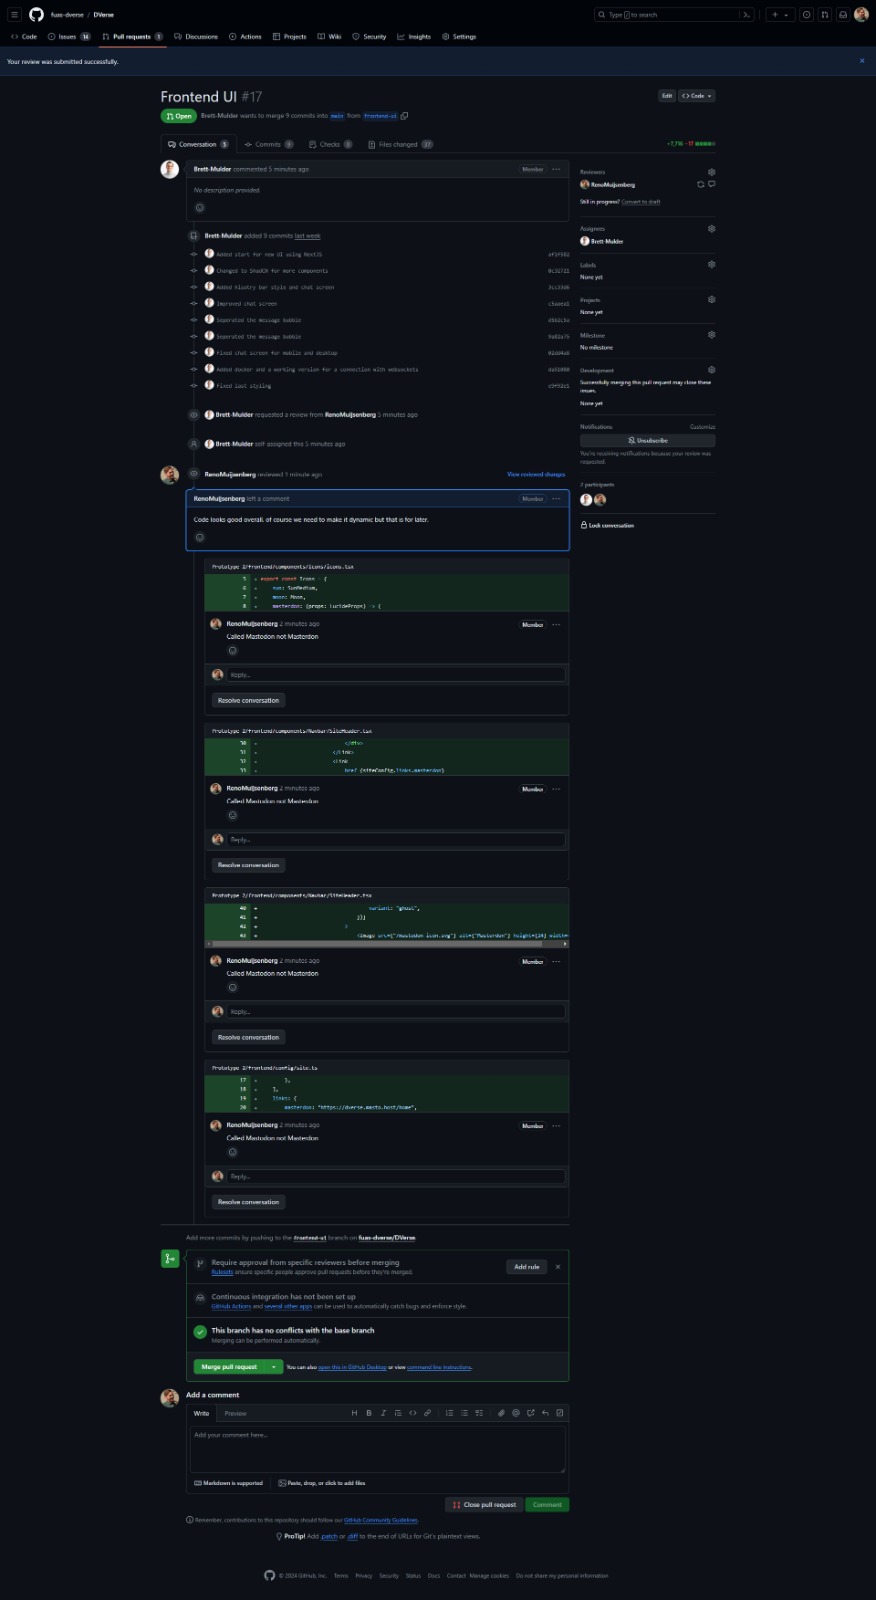 fuas-dverse / DVerse
Type / to search
Code
Issues 14
Pull requests 1
Discussions
Actions
Projects
Wiki
Security
Insights
Settings
Your review was submitted successfully.
Frontend UI #17
Edit
<> Code
Open
Brett-Mulder wants to merge 9 commits into main from frontend-ui
Conversation 5
Commits 9
Checks 0
Files changed 37
+7,716 -17
Brett-Mulder commented 5 minutes ago
Member
No description provided.
Reviewers
RenoMuijsenberg
Still in progress? Convert to draft
Assignees
Brett-Mulder
Labels
None yet
Projects
None yet
Milestone
No milestone
Development
Successfully merging this pull request may close these issues.
None yet
Notifications
Customize
Unsubscribe
You're receiving notifications because your review was requested.
2 participants
Lock conversation
Brett-Mulder added 9 commits last week
Added start for new UI using NextJS
Changed to ShadCN for more components
Added history bar style and chat screen
Improved chat screen
Seperated the message bubble
Seperated the message bubble
Fixed chat screen for mobile and desktop
Added docker and a working version for a connection with websockets
Fixed last styling
Brett-Mulder requested a review from RenoMuijsenberg 5 minutes ago
Brett-Mulder self assigned this 5 minutes ago
RenoMuijsenberg reviewed 1 minute ago
View reviewed changes
RenoMuijsenberg left a comment
Member
Code looks good overall, of course we need to make it dynamic but that is for later.
Prototype 2/frontend/components/icons/icons.tsx
5 + export const Icons = {
6 + sun: SunMedium,
7 + moon: Moon,
8 + masterdon: (props: LucideProps) => (
RenoMuijsenberg 2 minutes ago
Member
Called Mastodon not Masterdon
Reply...
Resolve conversation
Prototype 2/frontend/components/Navbar/SiteHeader.tsx
30 + </div>
31 + </Link>
32 + <Link
33 + href={siteConfig.links.masterdon}
RenoMuijsenberg 2 minutes ago
Member
Called Mastodon not Masterdon
Reply...
Resolve conversation
Prototype 2/frontend/components/Navbar/SiteHeader.tsx
40 + variant: "ghost",
41 + })}
42 + >
43 + <Image src={"/mastodon-icon.svg"} alt={"Masterdon"} height={24} width=
RenoMuijsenberg 2 minutes ago
Member
Called Mastodon not Masterdon
Reply...
Resolve conversation
Prototype 2/frontend/config/site.ts
17 + },
18 + ],
19 + links: {
20 + masterdon: "https://dverse.masto.host/home",
RenoMuijsenberg 2 minutes ago
Member
Called Mastodon not Masterdon
Reply...
Resolve conversation
Add more commits by pushing to the frontend-ui branch on fuas-dverse/DVerse.
Require approval from specific reviewers before merging
Rulesets ensure specific people approve pull requests before they're merged.
Add rule
Continuous integration has not been set up
GitHub Actions and several other apps can be used to automatically catch bugs and enforce style.
This branch has no conflicts with the base branch
Merging can be performed automatically.
Merge pull request
You can also open this in GitHub Desktop or view command line instructions.
Add a comment
Write
Preview
Add your comment here...
Markdown is supported
Paste, drop, or click to add files
Close pull request
Comment
Remember, contributions to this repository should follow our GitHub Community Guidelines.
ProTip! Add .patch or .diff to the end of URLs for Git's plaintext views.
© 2024 GitHub, Inc.
Terms
Privacy
Security
Status
Docs
Contact
Manage cookies
Do not share my personal information